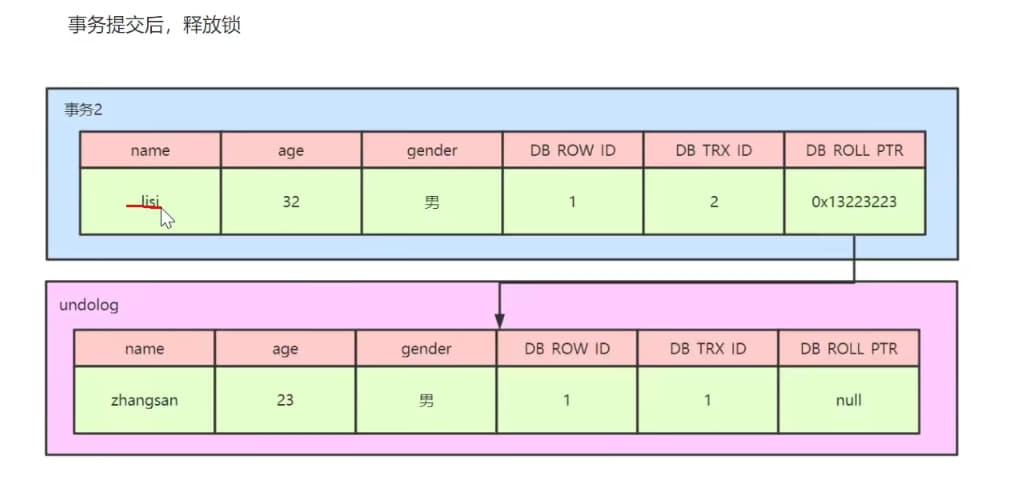 事务提交后，释放锁
事务2
name age gender DB ROW ID DB TRX ID DB ROLL PTR
lisi 32 男 1 2 0x13223223
undolog
name age gender DB ROW ID DB TRX ID DB ROLL PTR
zhangsan 23 男 1 1 null